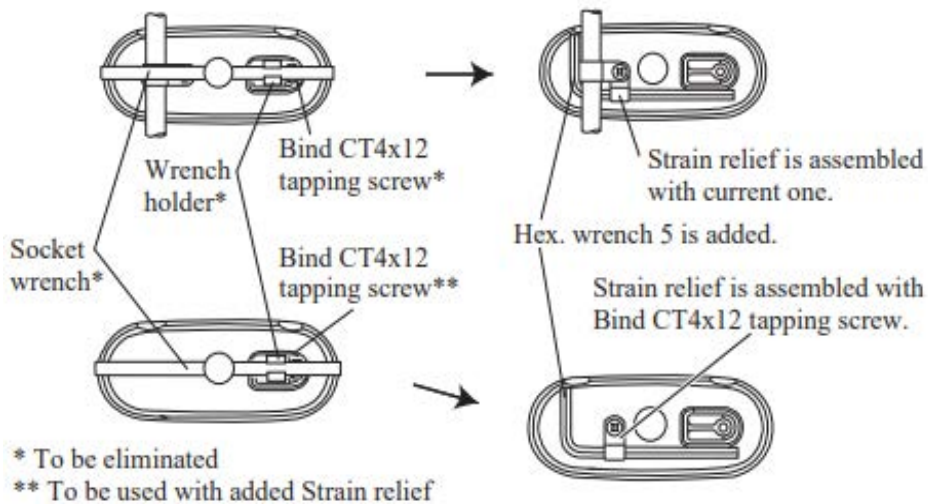 Bind CT4x12
tapping screw*
Wrench
holder*
Strain relief is assembled
with current one.
Hex. wrench 5 is added.
Socket
wrench*
Bind CT4x12
tapping screw**
Strain relief is assembled with
Bind CT4x12 tapping screw.
* To be eliminated
** To be used with added Strain relief